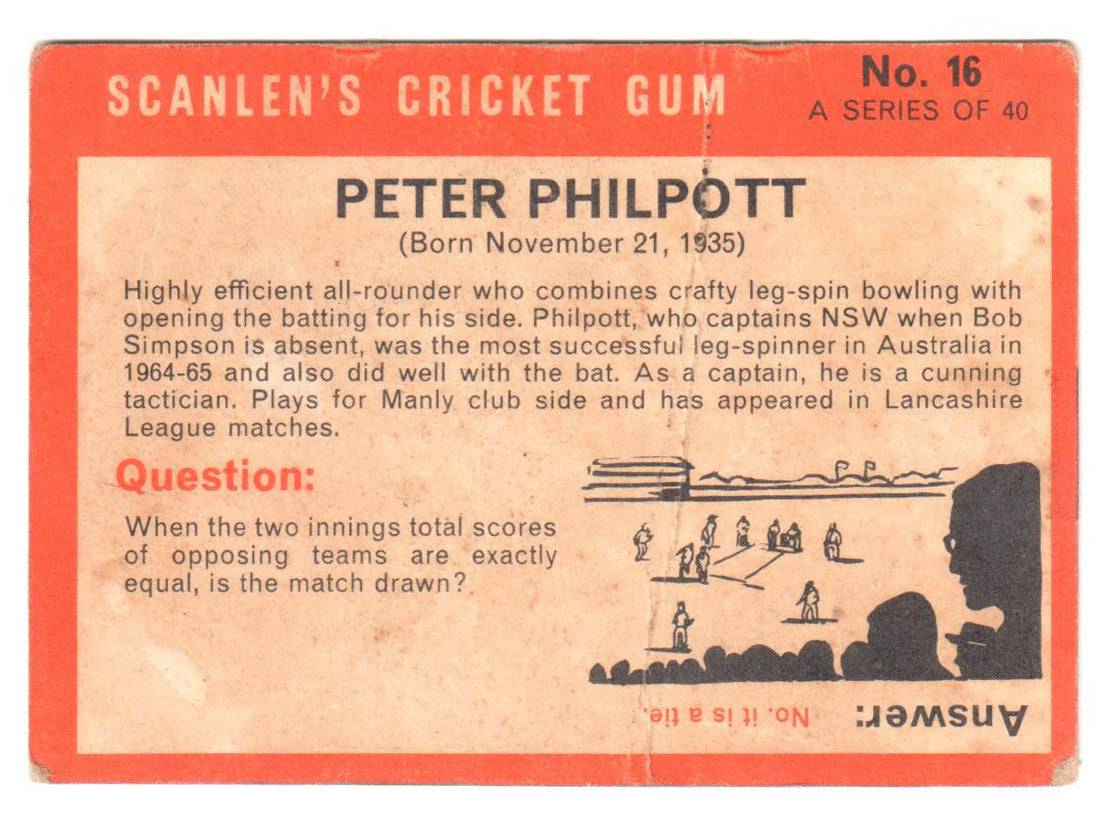 SCANLEN'S CRICKET GUM
No. 16
A SERIES OF 40
PETER PHILPOTT
(Born November 21, 1935)
Highly efficient all-rounder who combines crafty leg-spin bowling with
opening the batting for his side. Philpott, who captains NSW when Bob
Simpson is absent, was the most successful leg-spinner in Australia in
1964-65 and also did well with the bat. As a captain, he is a cunning
tactician. Plays for Manly club side and has appeared in Lancashire
League matches.
Question:
When the two innings total scores
of opposing teams are exactly
equal, is the match drawn?
Answer: No. it is a tie.